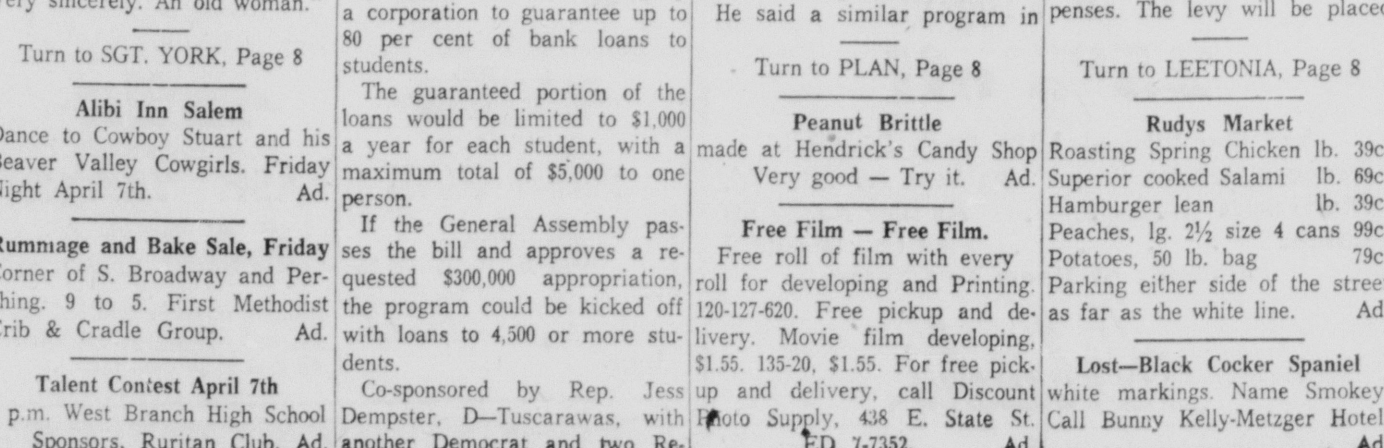 sincerely. An old woman."
Turn to SGT. YORK, Page 8
Alibi Inn Salem
Dance to Cowboy Stuart and his
Beaver Valley Cowgirls. Friday
Night April 7th. Ad.
Rummage and Bake Sale, Friday
Corner of S. Broadway and Per-
shing. 9 to 5. First Methodist
Crib & Cradle Group. Ad.
Talent Contest April 7th
p.m. West Branch High School
Sponsors, Ruritan Club. Ad.
a corporation to guarantee up to
80 per cent of bank loans to
students.
The guaranteed portion of the
loans would be limited to $1,000
a year for each student, with a
maximum total of $5,000 to one
person.
If the General Assembly pas-
ses the bill and approves a re-
quested $300,000 appropriation,
the program could be kicked off
with loans to 4,500 or more stu-
dents.
Co-sponsored by Rep. Jess
Dempster, D—Tuscarawas, with
another Democrat and two Re-
He said a similar program in
Turn to PLAN, Page 8
Peanut Brittle
made at Hendrick's Candy Shop
Very good — Try it. Ad.
Free Film — Free Film.
Free roll of film with every
roll for developing and Printing.
120-127-620. Free pickup and de-
livery. Movie film developing,
$1.55. 135-20, $1.55. For free pick-
up and delivery, call Discount
Photo Supply, 438 E. State St.
ED 7-7352. Ad.
penses. The levy will be placed
Turn to LEETONIA, Page 8
Rudys Market
Roasting Spring Chicken lb. 39c
Superior cooked Salami lb. 69c
Hamburger lean lb. 39c
Peaches, lg. 2½ size 4 cans 99c
Potatoes, 50 lb. bag 79c
Parking either side of the street
as far as the white line. Ad
Lost—Black Cocker Spaniel
white markings. Name Smokey
Call Bunny Kelly-Metzger Hotel
Ad